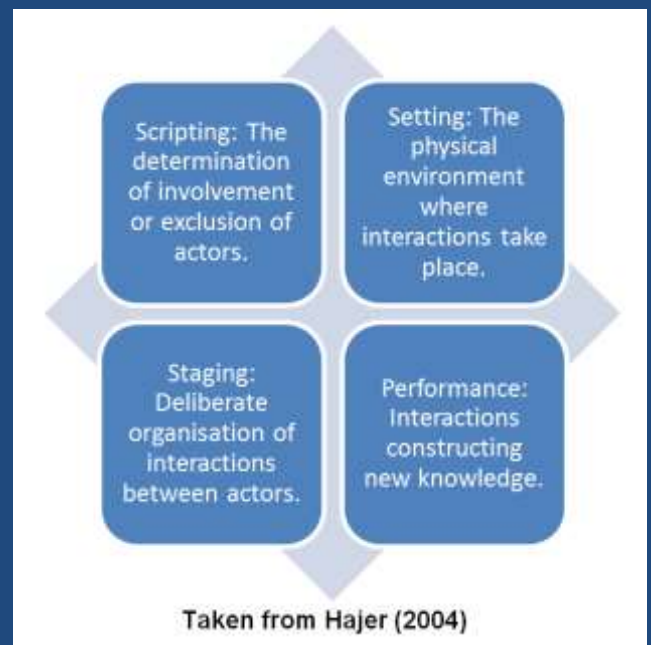 Scripting: The
determination
of involvement
or exclusion of
actors.
Setting: The
physical
environment
where
interactions take
place.
Staging:
Deliberate
organisation of
interactions
between actors.
Performance:
Interactions
constructing
new knowledge.
Taken from Hajer (2004)